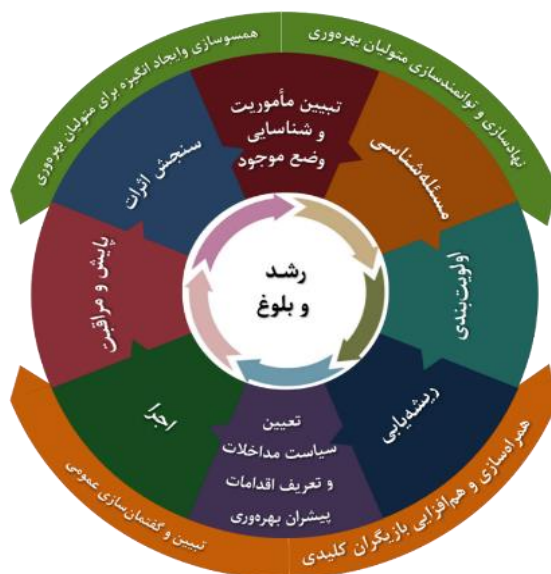 نهادسازی و توانمندسازی متولیان بهره‌وری
همسوسازی وایجاد انگیزه برای متولیان بهره‌وری
تبیین مأموریت
و شناسایی
وضع موجود
مسئله‌شناسی
اولویت‌بندی
ریشه‌یابی
تعیین
سیاست مداخلات
و تعریف اقدامات
پیشران بهره‌وری
اجرا
پایش و مراقبت
سنجش اثرات
رشد
و بلوغ
همراه‌سازی و هم‌افزایی بازیگران کلیدی
تبیین و گفتمان‌سازی عمومی